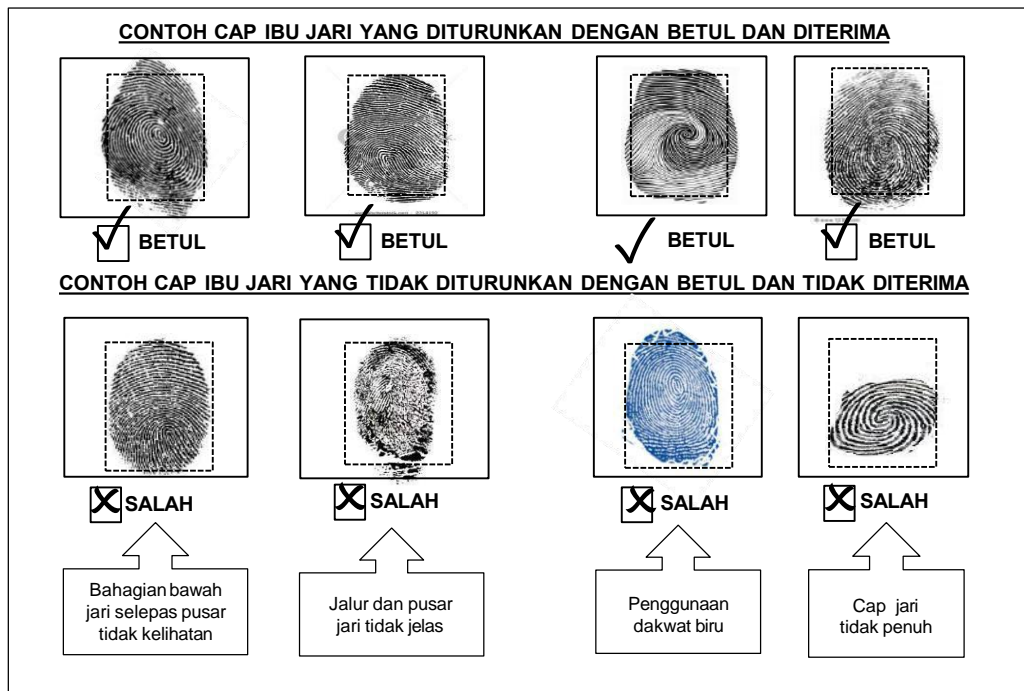 CONTOH CAP IBU JARI YANG DITURUNKAN DENGAN BETUL DAN DITERIMA
BETUL
BETUL
BETUL
BETUL
CONTOH CAP IBU JARI YANG TIDAK DITURUNKAN DENGAN BETUL DAN TIDAK DITERIMA
SALAH
SALAH
SALAH
SALAH
Bahagian bawah
jari selepas pusar
tidak kelihatan
Jalur dan pusar
jari tidak jelas
Penggunaan
dakwat biru
Cap jari
tidak penuh